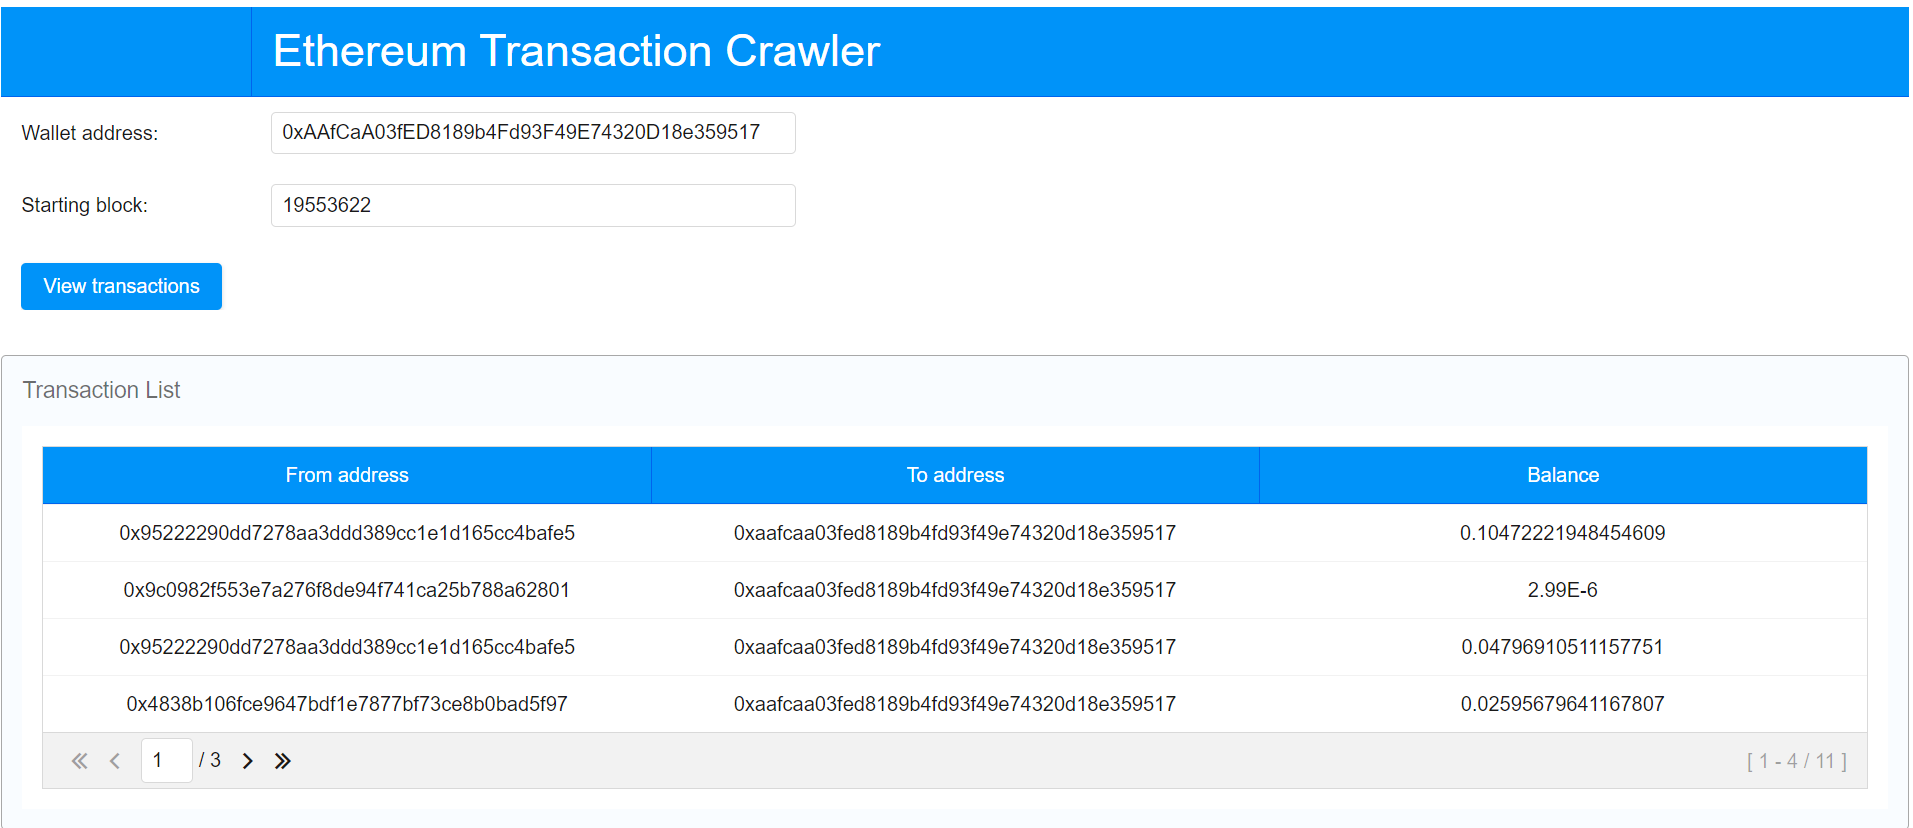 Ethereum Transaction Crawler
Wallet address: 0xAAfCaA03fED8189b4Fd93F49E74320D18e359517
Starting block: 19553622
View transactions
Transaction List
From address To address Balance
0x95222290dd7278aa3ddd389cc1e1d165cc4bafe5 0xaafcaa03fed8189b4fd93f49e74320d18e359517 0.10472221948454609
0x9c0982f553e7a276f8de94f741ca25b788a62801 0xaafcaa03fed8189b4fd93f49e74320d18e359517 2.99E-6
0x95222290dd7278aa3ddd389cc1e1d165cc4bafe5 0xaafcaa03fed8189b4fd93f49e74320d18e359517 0.04796910511157751
0x4838b106fce9647bdf1e7877bf73ce8b0bad5f97 0xaafcaa03fed8189b4fd93f49e74320d18e359517 0.02595679641167807
1 / 3 [ 1 - 4 / 11 ]